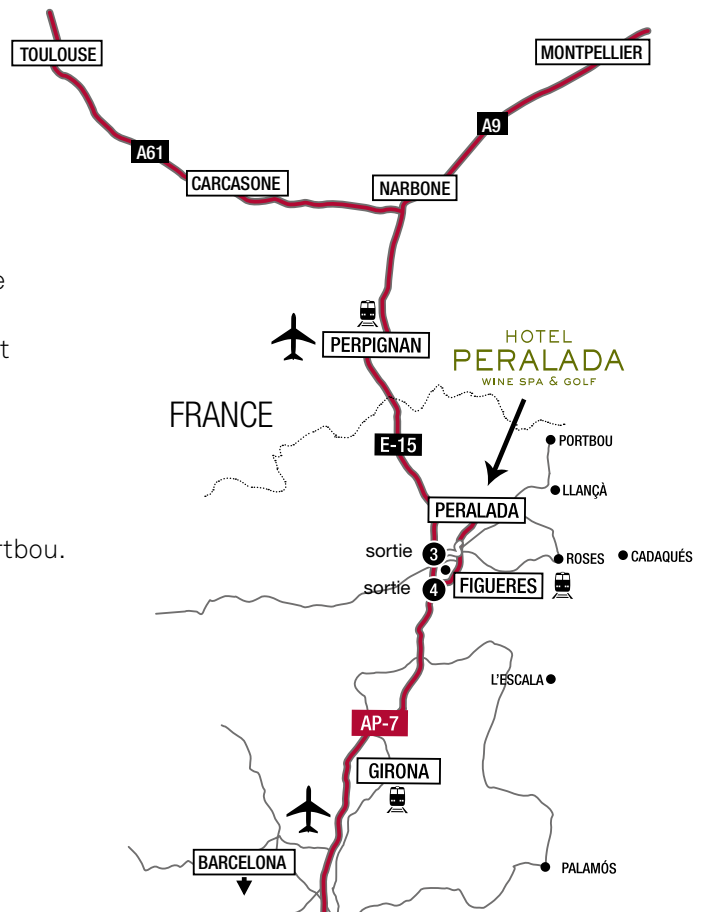 TOULOUSE
MONTPELLIER
A9
A61
CARCASONE
NARBONE
e
t
PERPIGNAN
HOTEL
PERALADA
WINE SPA & GOLF
FRANCE
E-15
PORTBOU
LLANÇÀ
PERALADA
rtbou.
sortie 3
ROSES
CADAQUÉS
sortie 4
FIGUERES
L'ESCALA
AP-7
GIRONA
BARCELONA
PALAMÓS